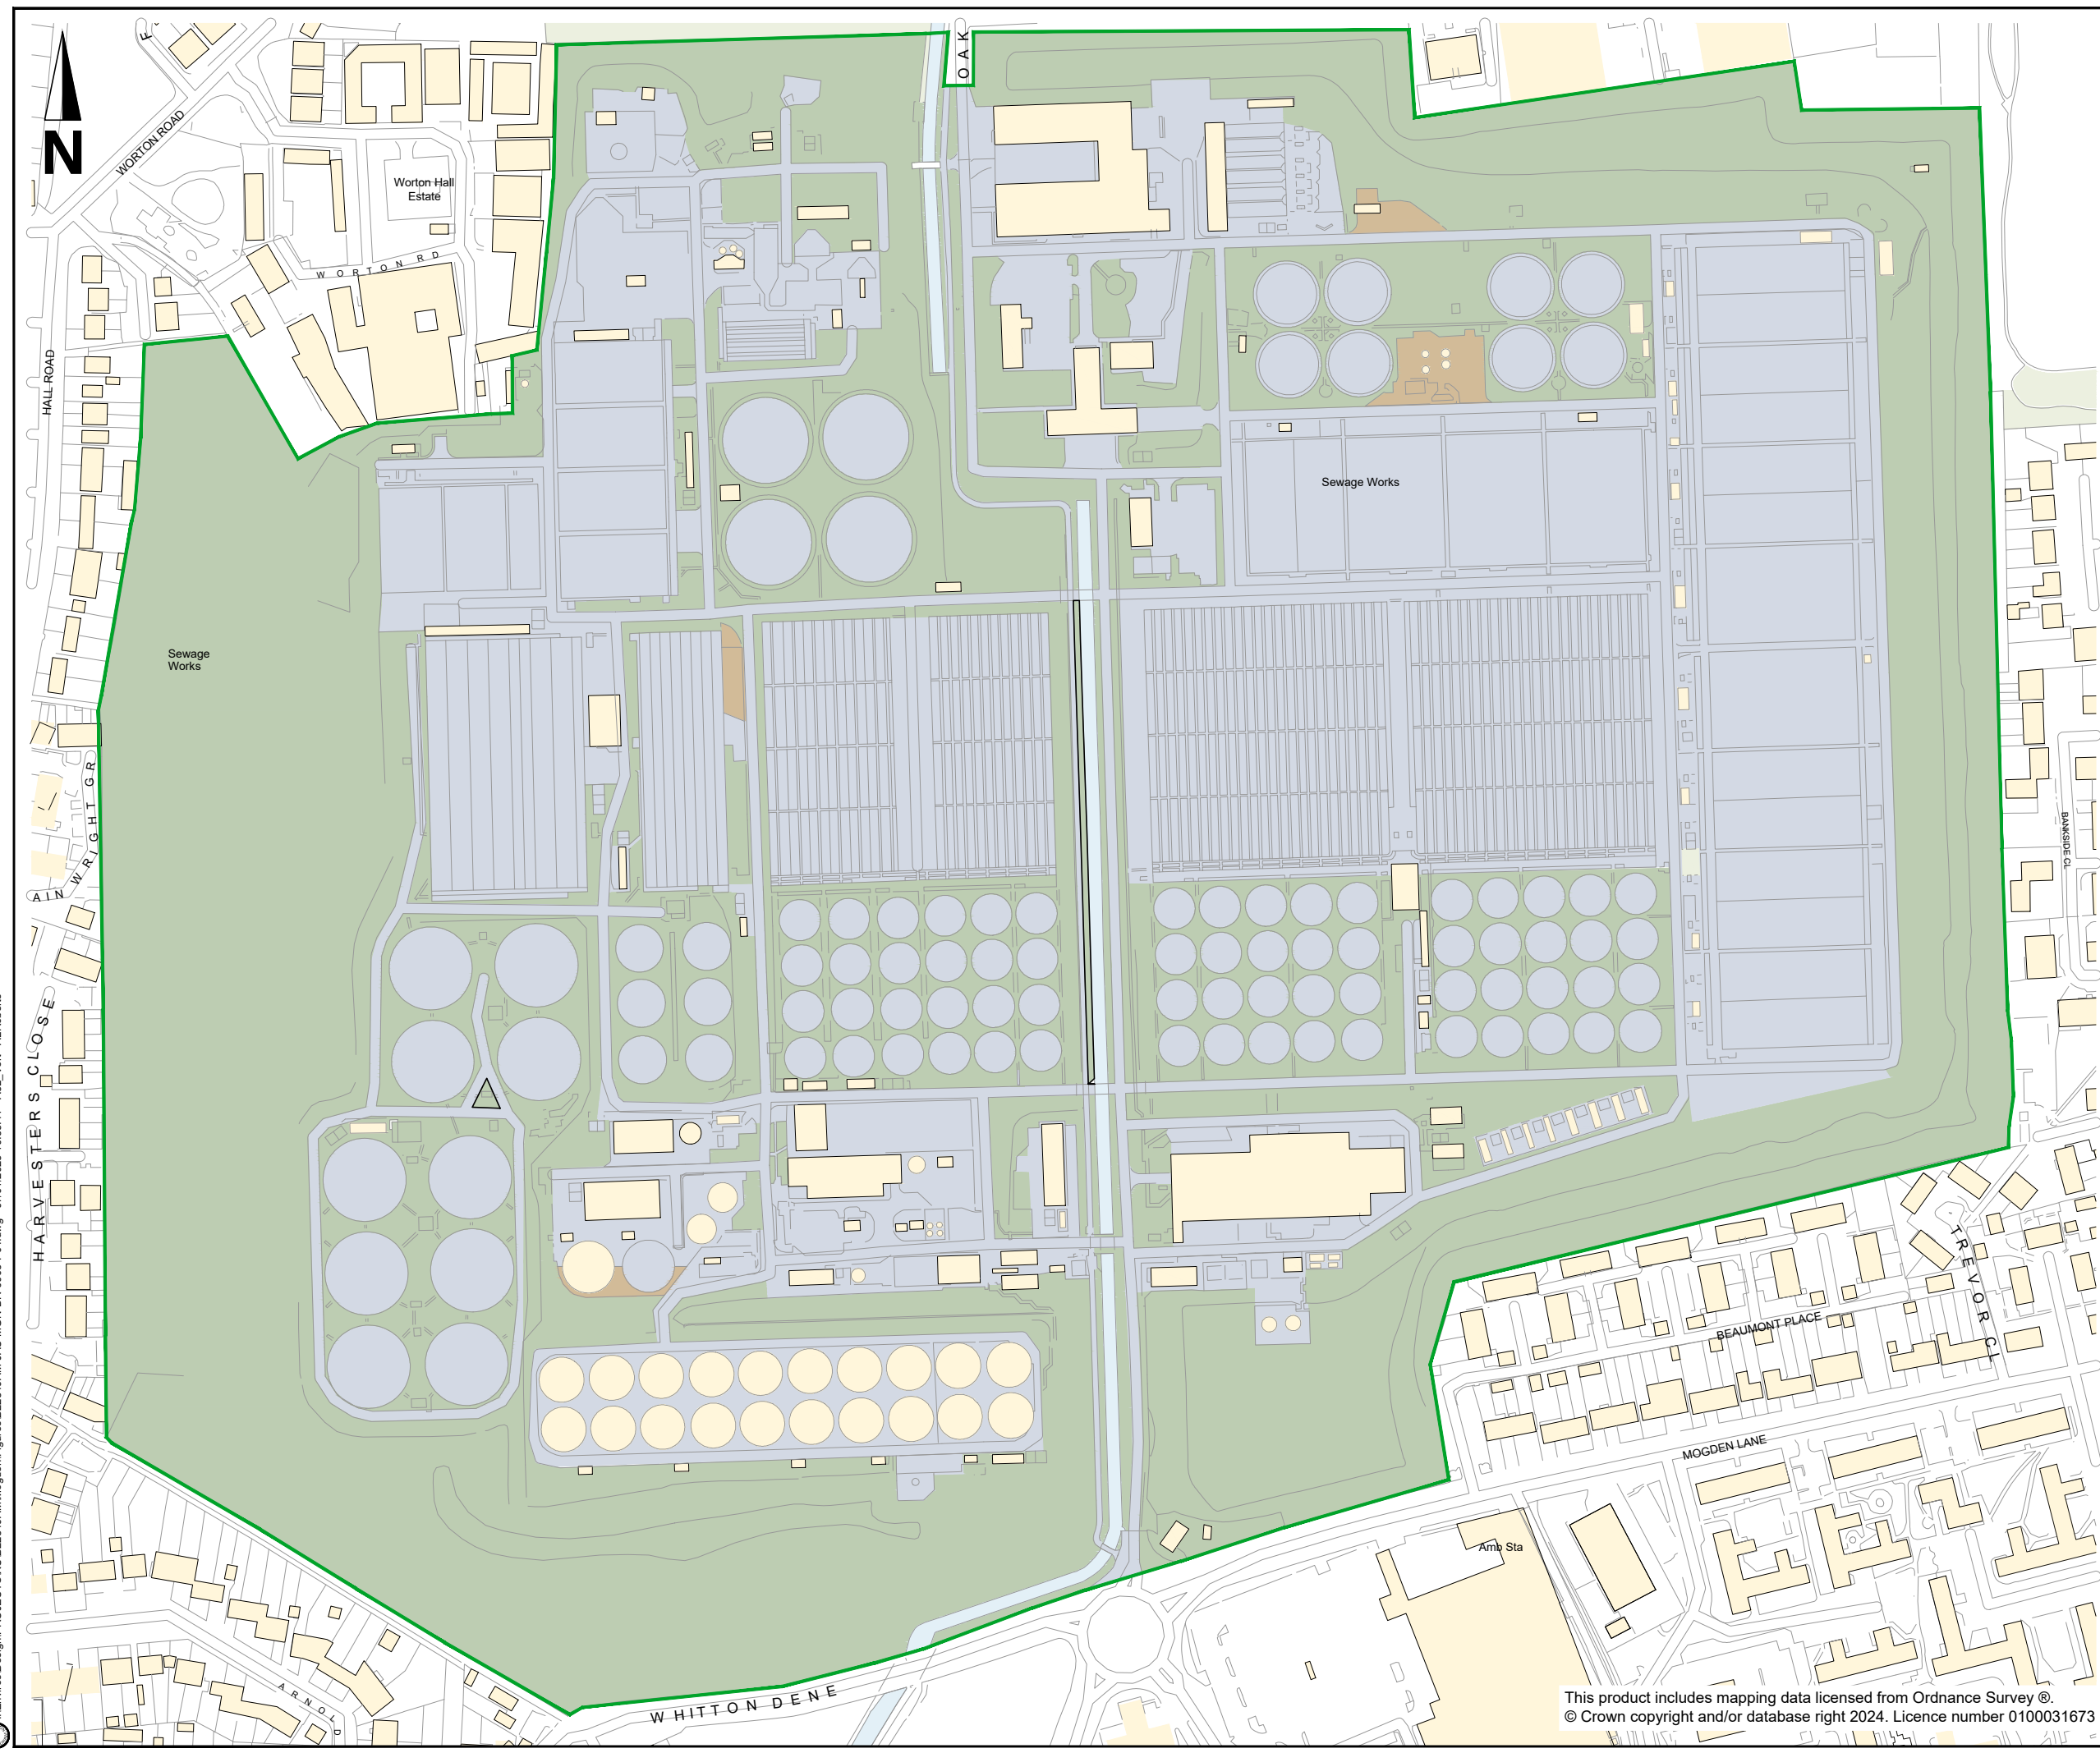 OAK
WORTON ROAD
N
Worton Hall
Estate
WORTON RD
HALL ROAD
Sewage Works
Sewage
Works
AIN WRIGHT GR
BANKSIDE CL
HARVESTERS CLOSE
TREVOR CL
BEAUMONT PLACE
MOGDEN LANE
Amb Sta
ARNOLD
WHITTON DENE
This product includes mapping data licensed from Ordnance Survey ®.
© Crown copyright and/or database right 2024. Licence number 0100031673